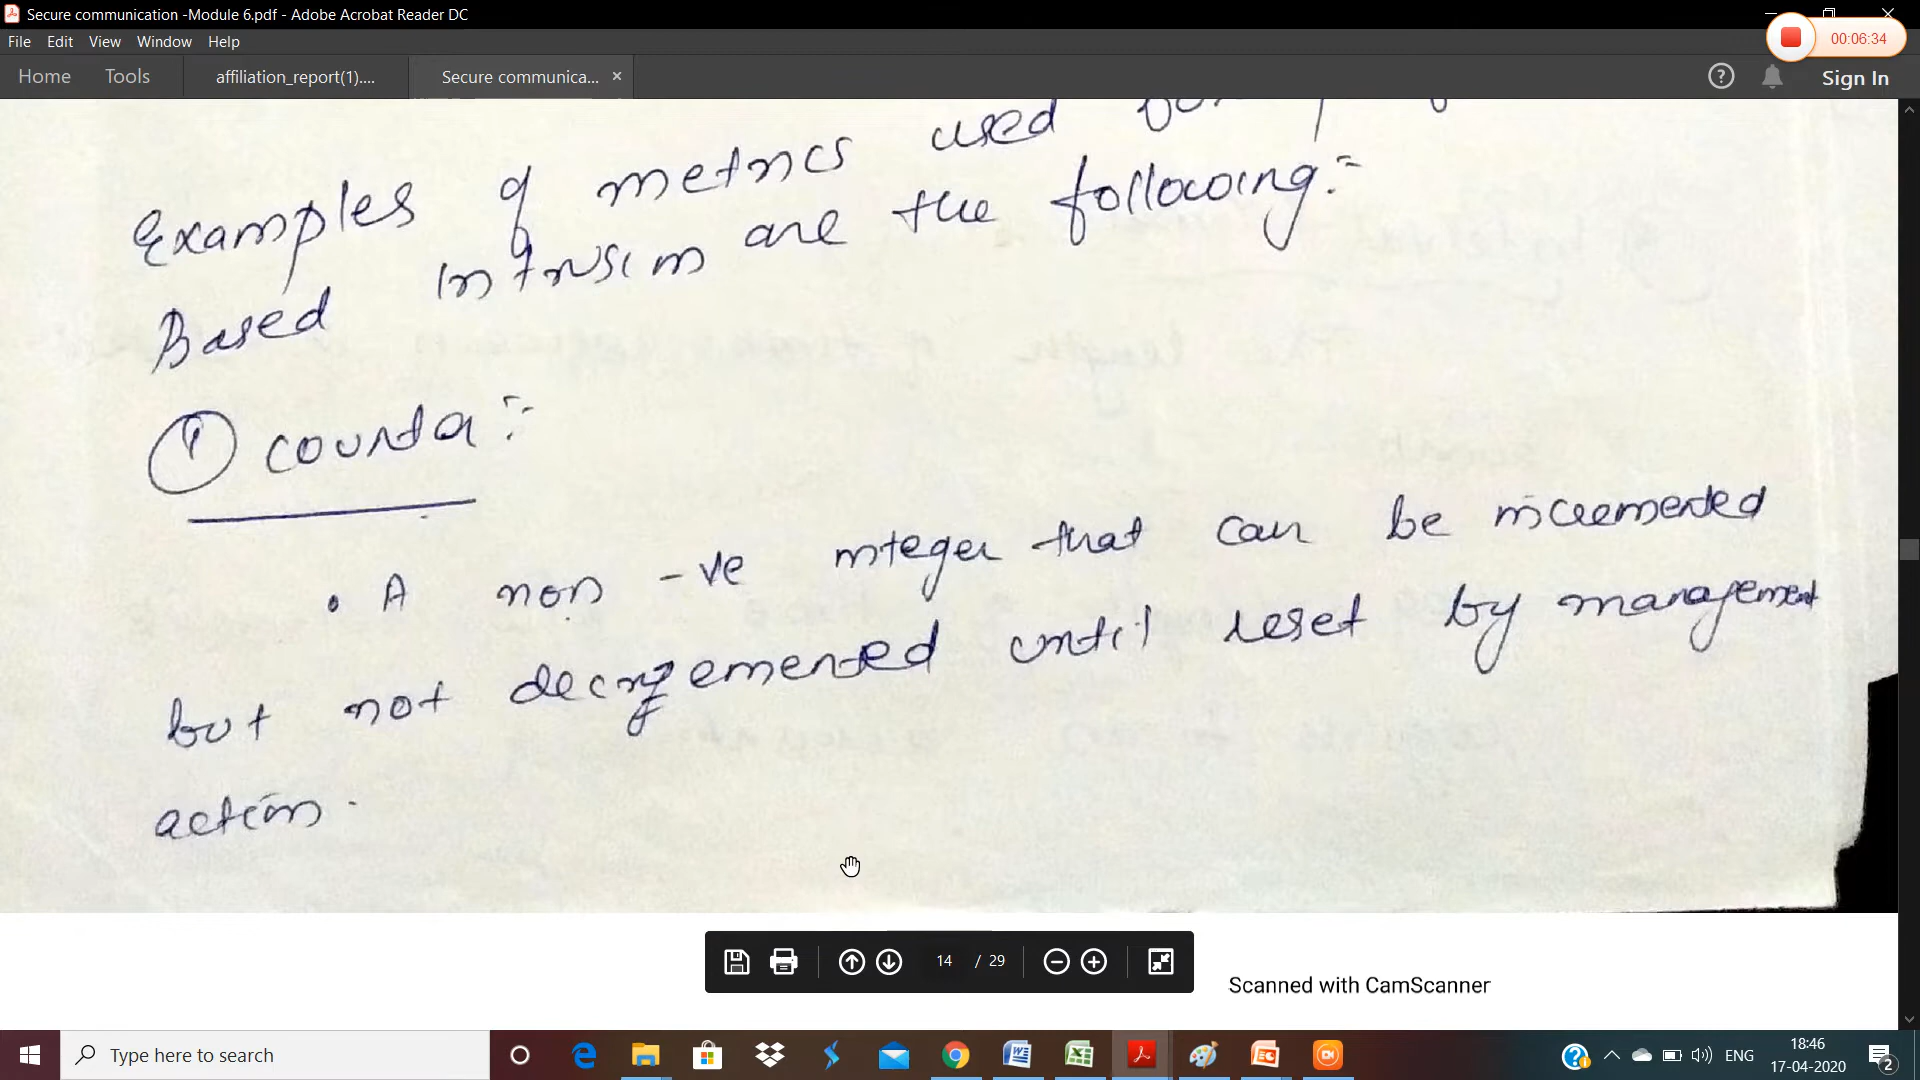 Secure communication -Module 6.pdf - Adobe Acrobat Reader DC
00:06:34
File Edit View Window Help
Home Tools affiliation_report(1).... Secure communica... × Sign In
Examples of metrics used for
Based Intrusion are the following:-
① counter:-
• A non -ve integer that can be incremented
but not decremented until reset by management
action.
14 / 29
Scanned with CamScanner
Type here to search
ENG
18:46
17-04-2020
2